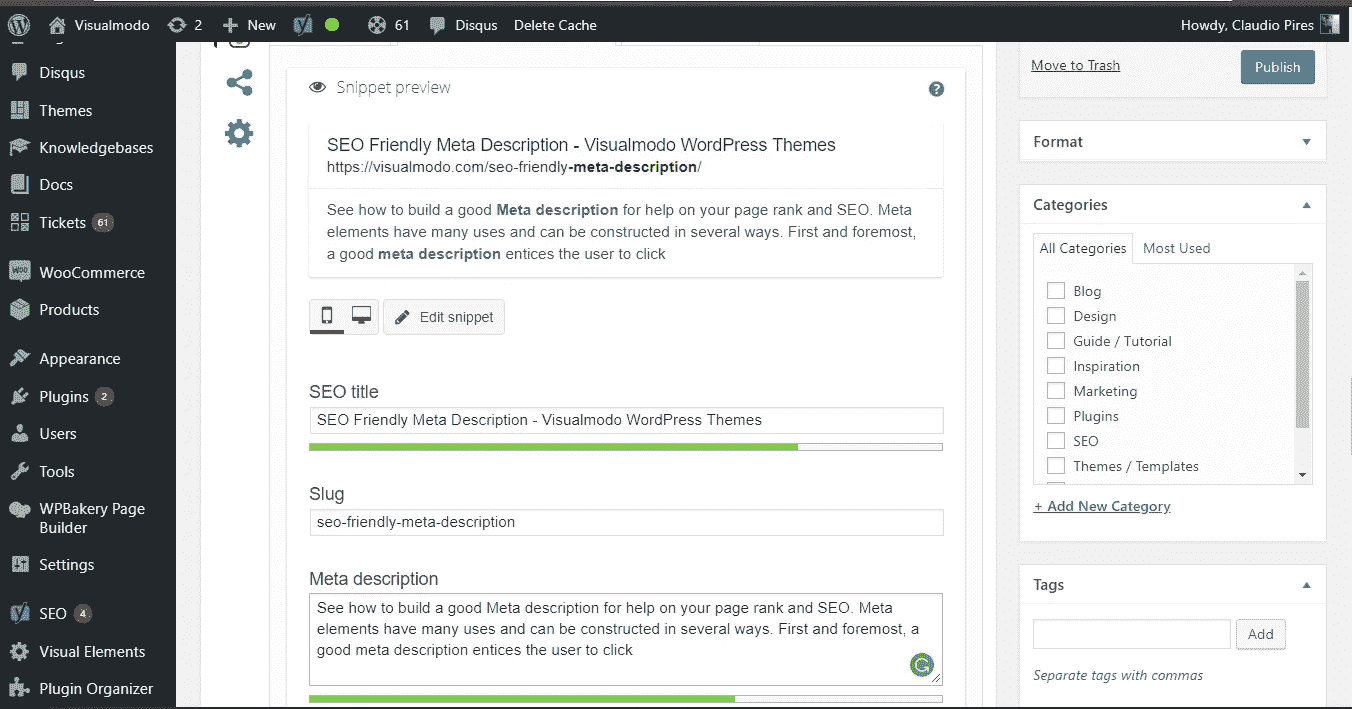 Visualmodo 2 New 61 Disqus Delete Cache Howdy, Claudio Pires
Disqus
Themes
Knowledgebases
Docs
Tickets 61
WooCommerce
Products
Appearance
Plugins 2
Users
Tools
WPBakery Page
Builder
Settings
SEO 4
Visual Elements
Plugin Organizer
Snippet preview
SEO Friendly Meta Description - Visualmodo WordPress Themes
https://visualmodo.com/seo-friendly-meta-description/
See how to build a good Meta description for help on your page rank and SEO. Meta
elements have many uses and can be constructed in several ways. First and foremost,
a good meta description entices the user to click
Edit snippet
SEO title
SEO Friendly Meta Description - Visualmodo WordPress Themes
Slug
seo-friendly-meta-description
Meta description
See how to build a good Meta description for help on your page rank and SEO. Meta
elements have many uses and can be constructed in several ways. First and foremost, a
good meta description entices the user to click
Move to Trash
Publish
Format
Categories
All Categories Most Used
Blog
Design
Guide / Tutorial
Inspiration
Marketing
Plugins
SEO
Themes / Templates
+ Add New Category
Tags
Add
Separate tags with commas